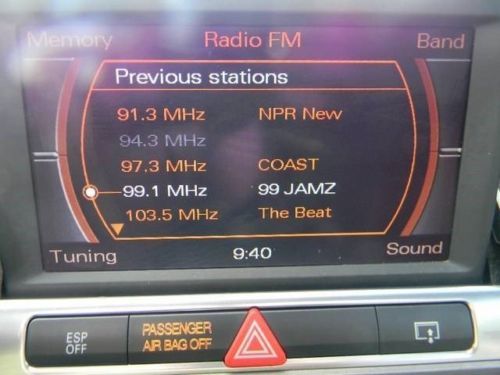 Memory Radio FM Band
Previous stations
91.3 MHz NPR New
94.3 MHz
97.3 MHz COAST
99.1 MHz 99 JAMZ
103.5 MHz The Beat
Tuning 9:40 Sound
ESP OFF
PASSENGER AIR BAG OFF